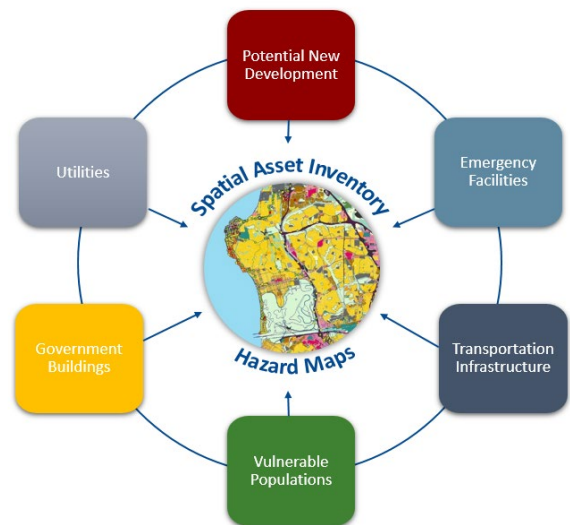 Potential New
Development
Utilities
Emergency
Facilities
Spatial Asset Inventory
Government
Buildings
Transportation
Infrastructure
Hazard Maps
Vulnerable
Populations